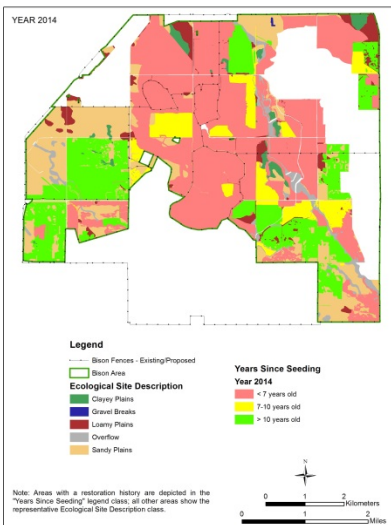 YEAR 2014
Legend
Bison Fences - Existing/Proposed
Bison Area
Ecological Site Description
Clayey Plains
Gravel Breaks
Loamy Plains
Overflow
Sandy Plains
Years Since Seeding
Year 2014
< 7 years old
7-10 years old
> 10 year old
Note: Areas with a restoration history are depicted in the
"Years Since Seeding" legend class; all other areas show the
representative Ecological Site Description class.
N
0 1 2
Kilometers
0 1 2
Miles